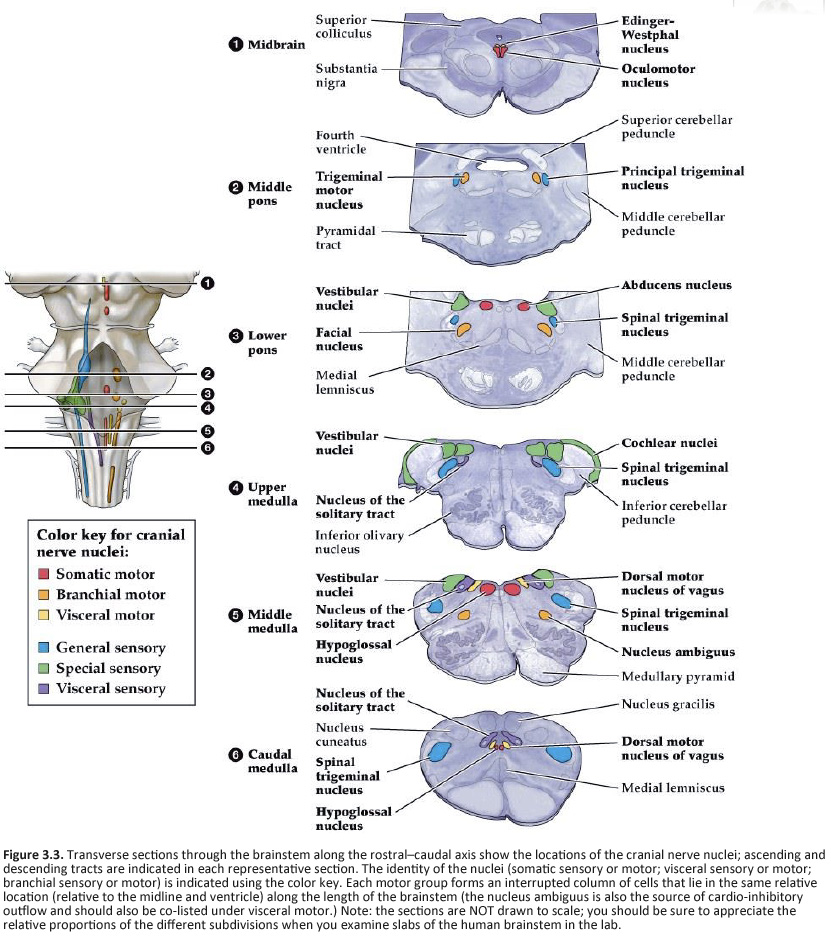 Superior
colliculus
Edinger-
Westphal
nucleus
1 Midbrain
Substantia
nigra
Oculomotor
nucleus
Superior cerebellar
peduncle
Fourth
ventricle
Trigeminal
motor
nucleus
Principal trigeminal
nucleus
2 Middle
pons
Middle cerebellar
peduncle
Pyramidal
tract
1
2
3
4
5
6
Vestibular
nuclei
Abducens nucleus
Facial
nucleus
Spinal trigeminal
nucleus
3 Lower
pons
Medial
lemniscus
Middle cerebellar
peduncle
Vestibular
nuclei
Cochlear nuclei
Spinal trigeminal
nucleus
4 Upper
medulla
Nucleus of the
solitary tract
Inferior olivary
nucleus
Inferior cerebellar
peduncle
Color key for cranial
nerve nuclei:
Somatic motor
Branchial motor
Visceral motor
General sensory
Special sensory
Visceral sensory
Vestibular
nuclei
Dorsal motor
nucleus of vagus
Nucleus of the
solitary tract
Spinal trigeminal
nucleus
5 Middle
medulla
Hypoglossal
nucleus
Nucleus ambiguus
Medullary pyramid
Nucleus of the
solitary tract
Nucleus gracilis
Nucleus
cuneatus
Dorsal motor
nucleus of vagus
6 Caudal
medulla
Spinal
trigeminal
nucleus
Medial lemniscus
Hypoglossal
nucleus
Figure 3.3. Transverse sections through the brainstem along the rostral–caudal axis show the locations of the cranial nerve nuclei; ascending and
descending tracts are indicated in each representative section. The identity of the nuclei (somatic sensory or motor; visceral sensory or motor;
branchial sensory or motor) is indicated using the color key. Each motor group forms an interrupted column of cells that lie in the same relative
location (relative to the midline and ventricle) along the length of the brainstem (the nucleus ambiguus is also the source of cardio-inhibitory
outflow and should also be co-listed under visceral motor.) Note: the sections are NOT drawn to scale; you should be sure to appreciate the
relative proportions of the different subdivisions when you examine slabs of the human brainstem in the lab.